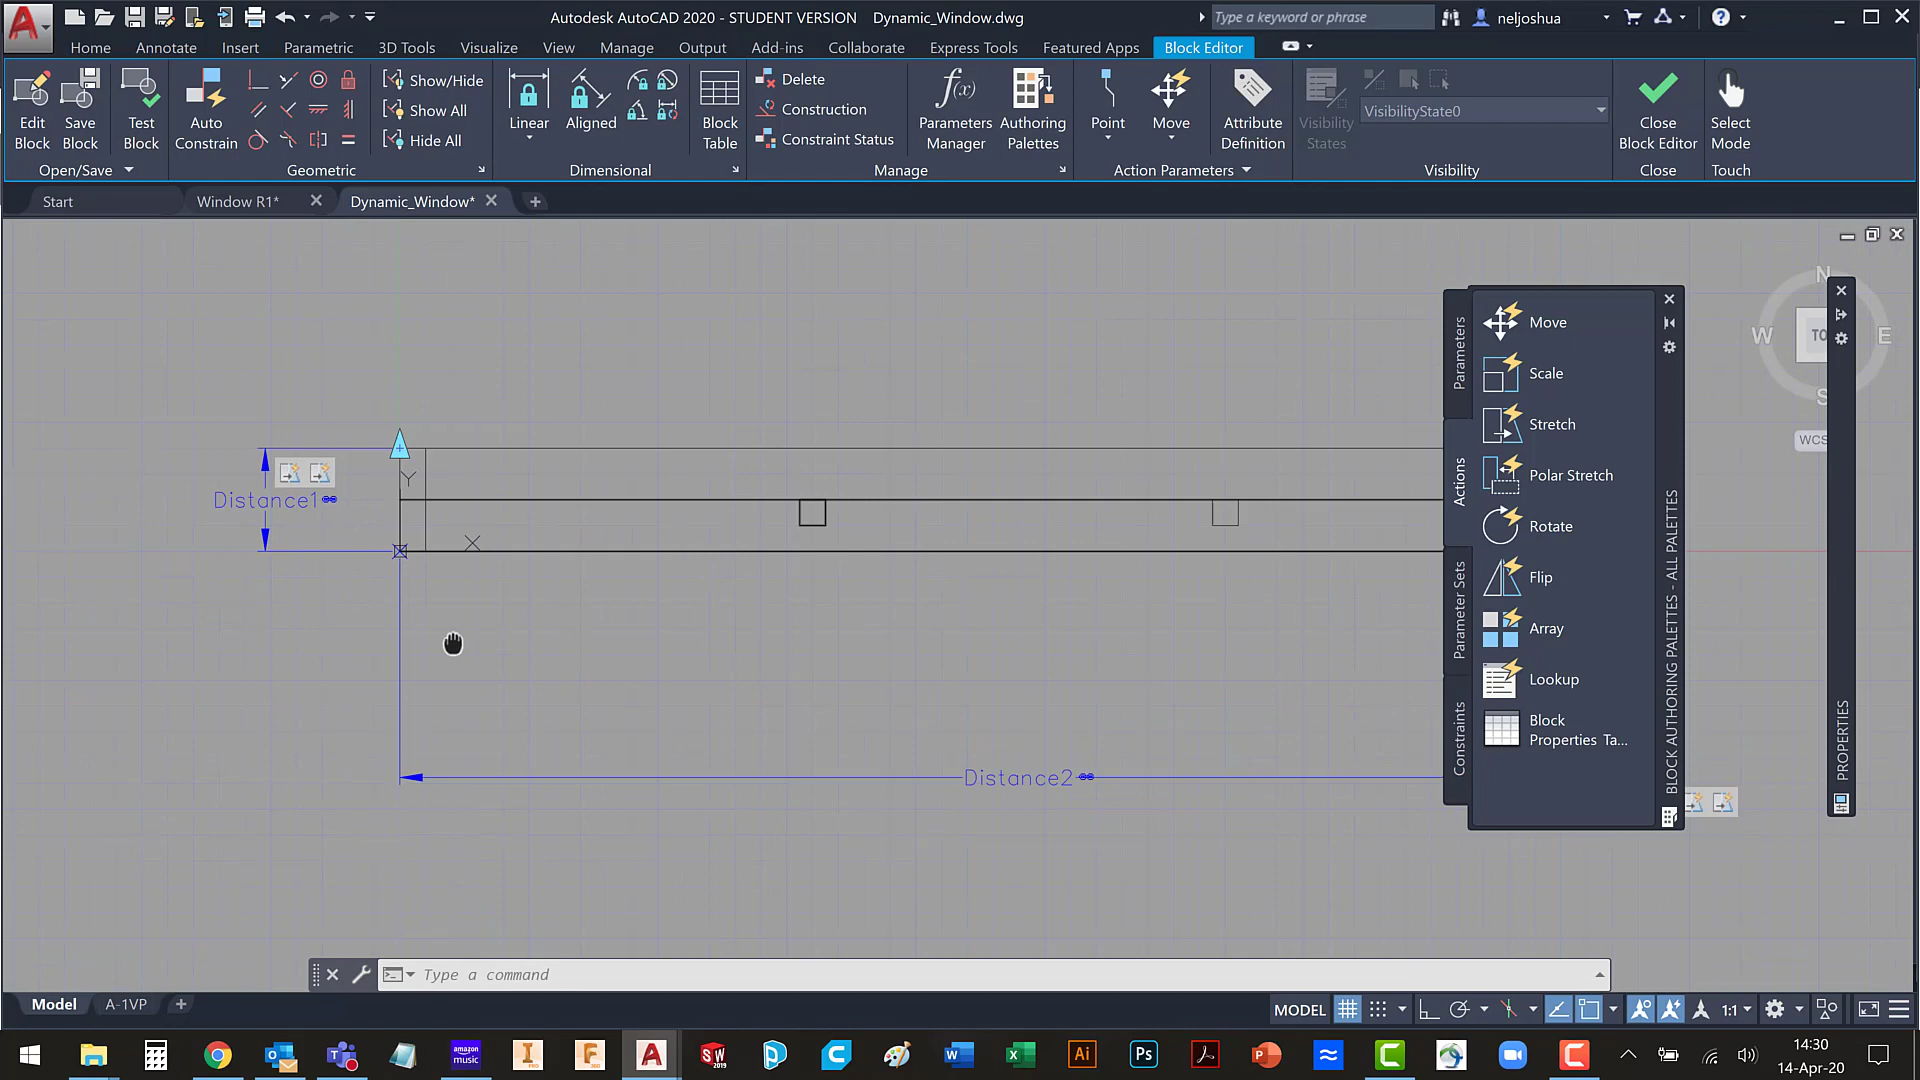 Autodesk AutoCAD 2020 - STUDENT VERSION Dynamic_Window.dwg
Type a keyword or phrase
neljoshua
Home Annotate Insert Parametric 3D Tools Visualize View Manage Output Add-ins Collaborate Express Tools Featured Apps Block Editor
Edit Block
Save Block
Test Block
Auto Constrain
Show/Hide
Show All
Hide All
Linear
Aligned
Block Table
Delete
Construction
Constraint Status
Parameters Manager
Authoring Palettes
Point
Move
Attribute Definition
Visibility States
VisibilityState0
Close Block Editor
Select Mode
Open/Save
Geometric
Dimensional
Manage
Action Parameters
Visibility
Close
Touch
Start
Window R1*
Dynamic_Window*
N
W
TO
E
S
WCS
Distance1
Y
X
Distance2
Parameters
Actions
Parameter Sets
Constraints
Move
Scale
Stretch
Polar Stretch
Rotate
Flip
Array
Lookup
Block
Properties Ta...
BLOCK AUTHORING PALETTES - ALL PALETTES
PROPERTIES
Type a command
Model
A-1VP
MODEL
1:1
amazon music
14:30
14-Apr-20